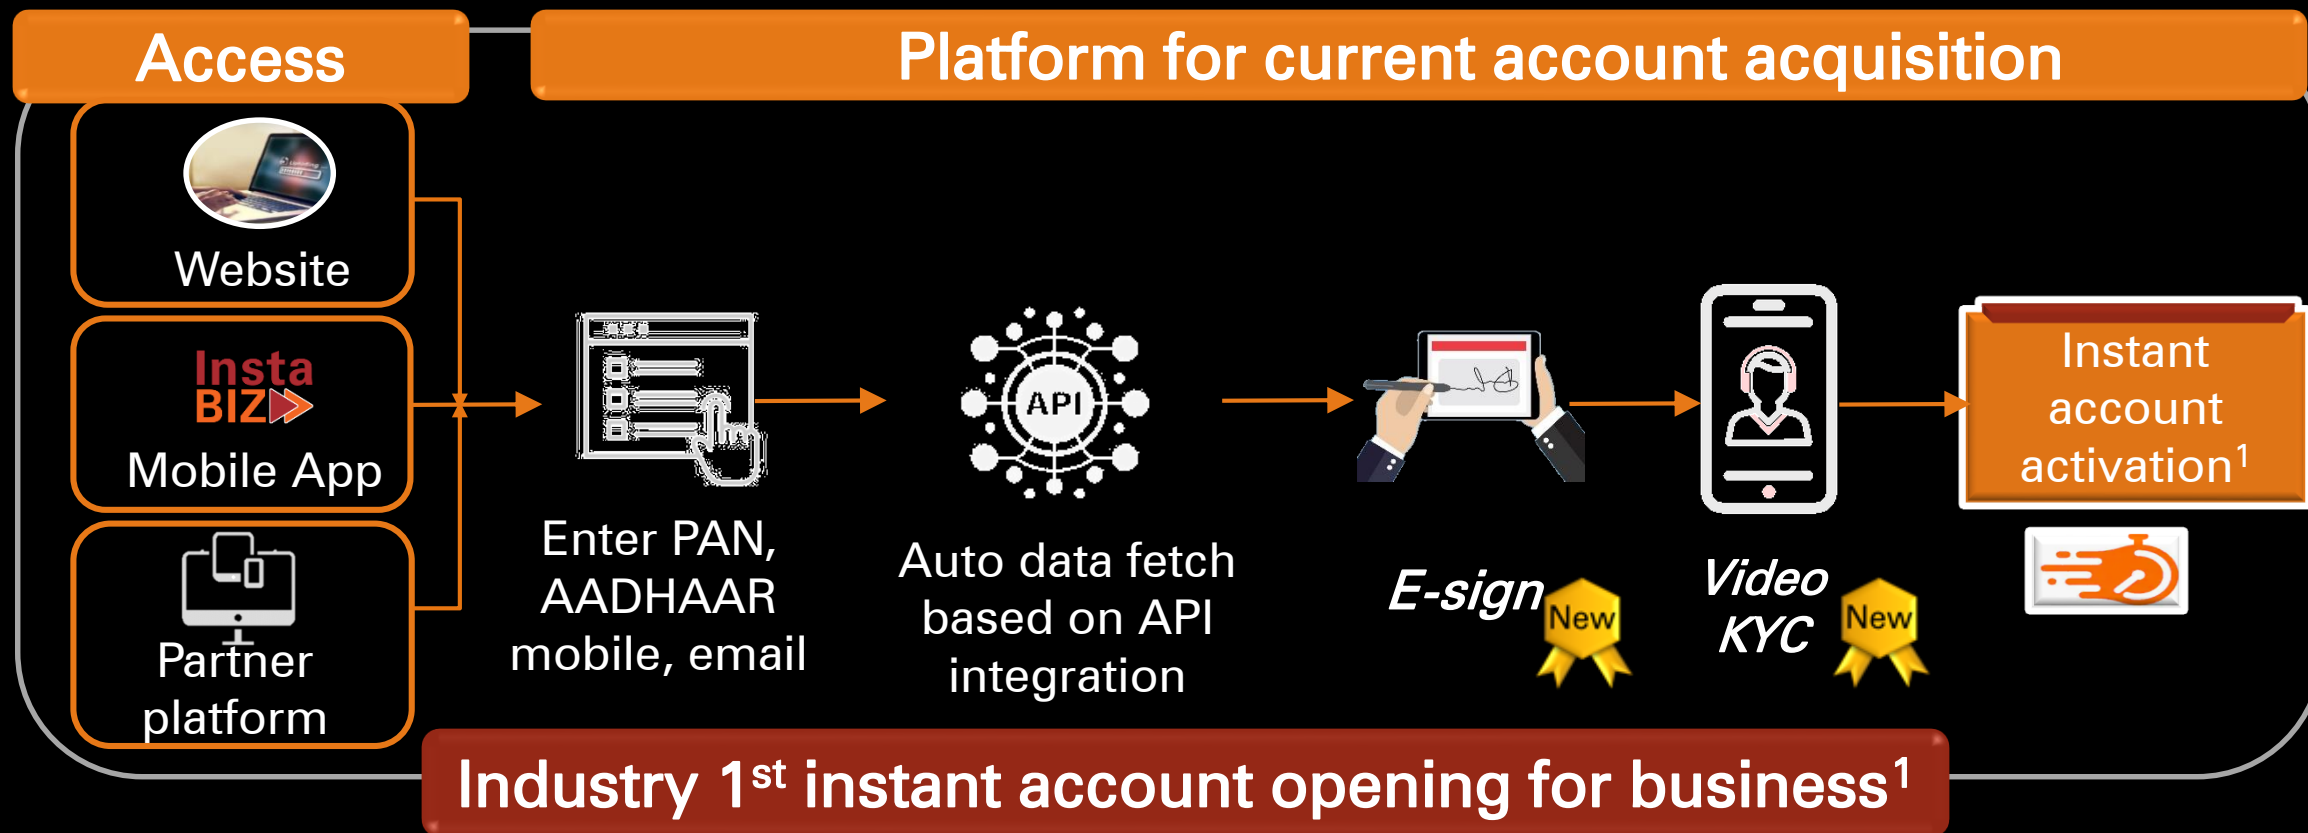 Access
Platform for current account acquisition
Website
Insta
BIZ
Mobile App
Partner
platform
Enter PAN,
AADHAAR
mobile, email
API
Auto data fetch
based on API
integration
E-sign
New
Video
KYC
New
Instant
account
activation¹
Industry 1st instant account opening for business¹